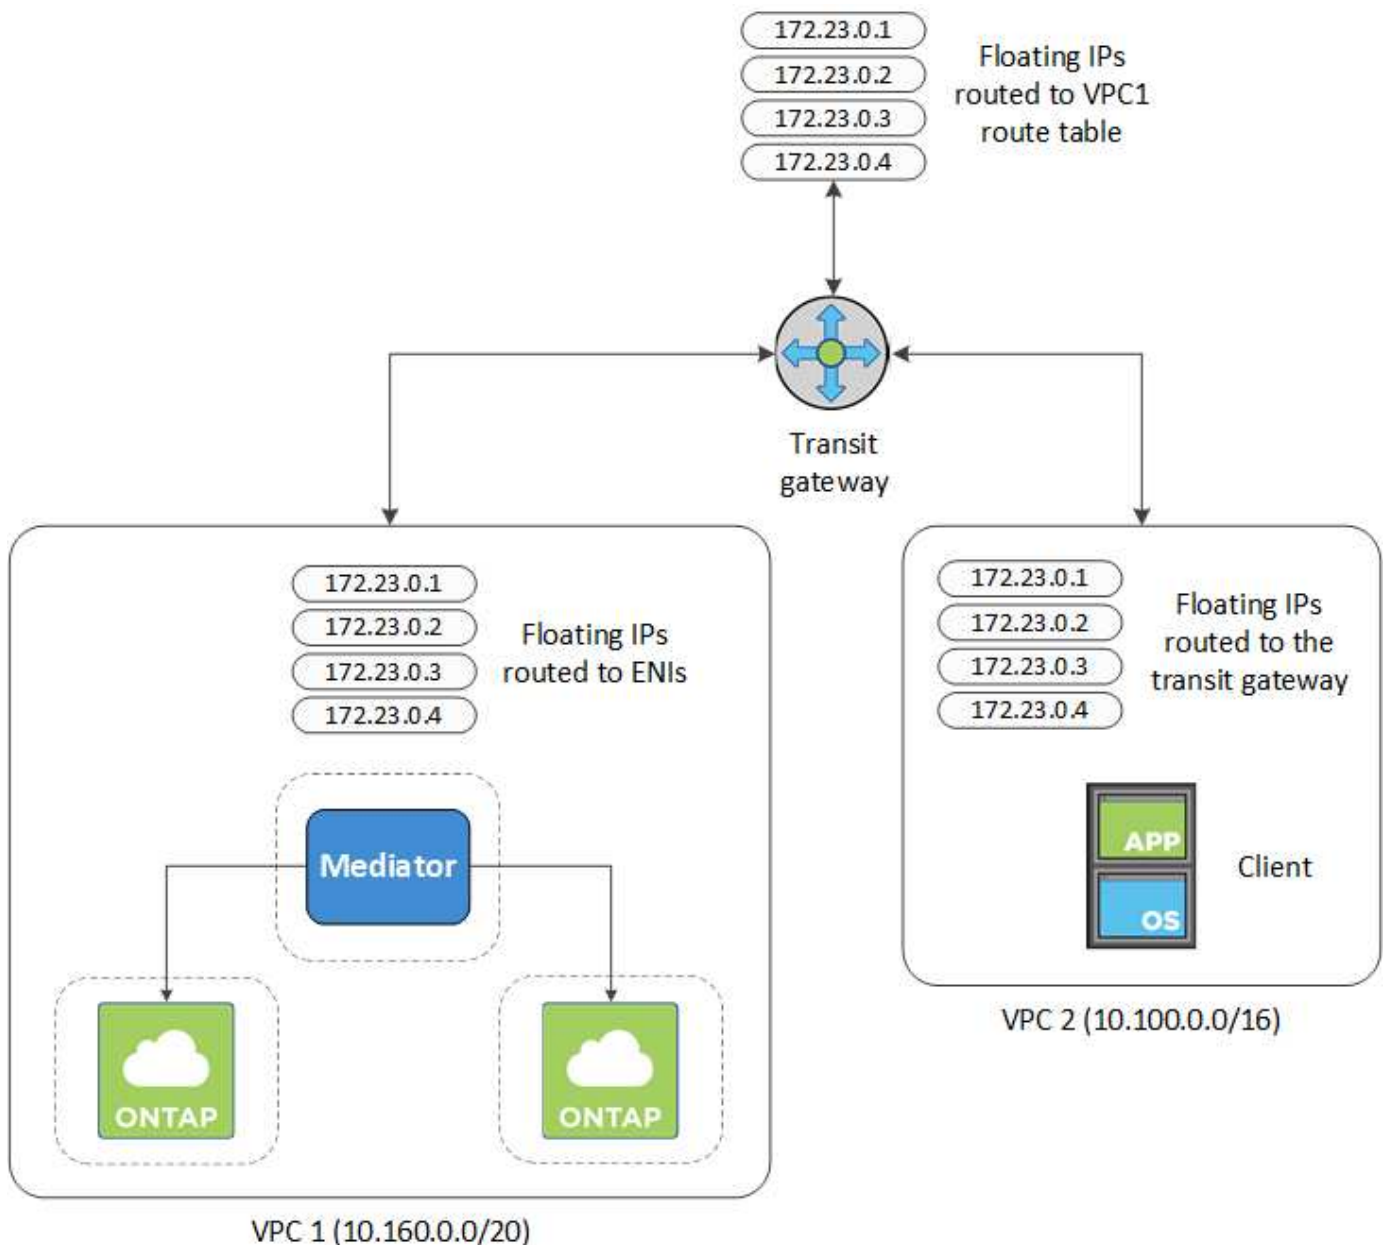 172.23.0.1
172.23.0.2
172.23.0.3
172.23.0.4
Floating IPs
routed to VPC1
route table
Transit
gateway
172.23.0.1
172.23.0.2
172.23.0.3
172.23.0.4
Floating IPs
routed to ENIs
Mediator
ONTAP
ONTAP
VPC 1 (10.160.0.0/20)
172.23.0.1
172.23.0.2
172.23.0.3
172.23.0.4
Floating IPs
routed to the
transit gateway
APP
OS
Client
VPC 2 (10.100.0.0/16)